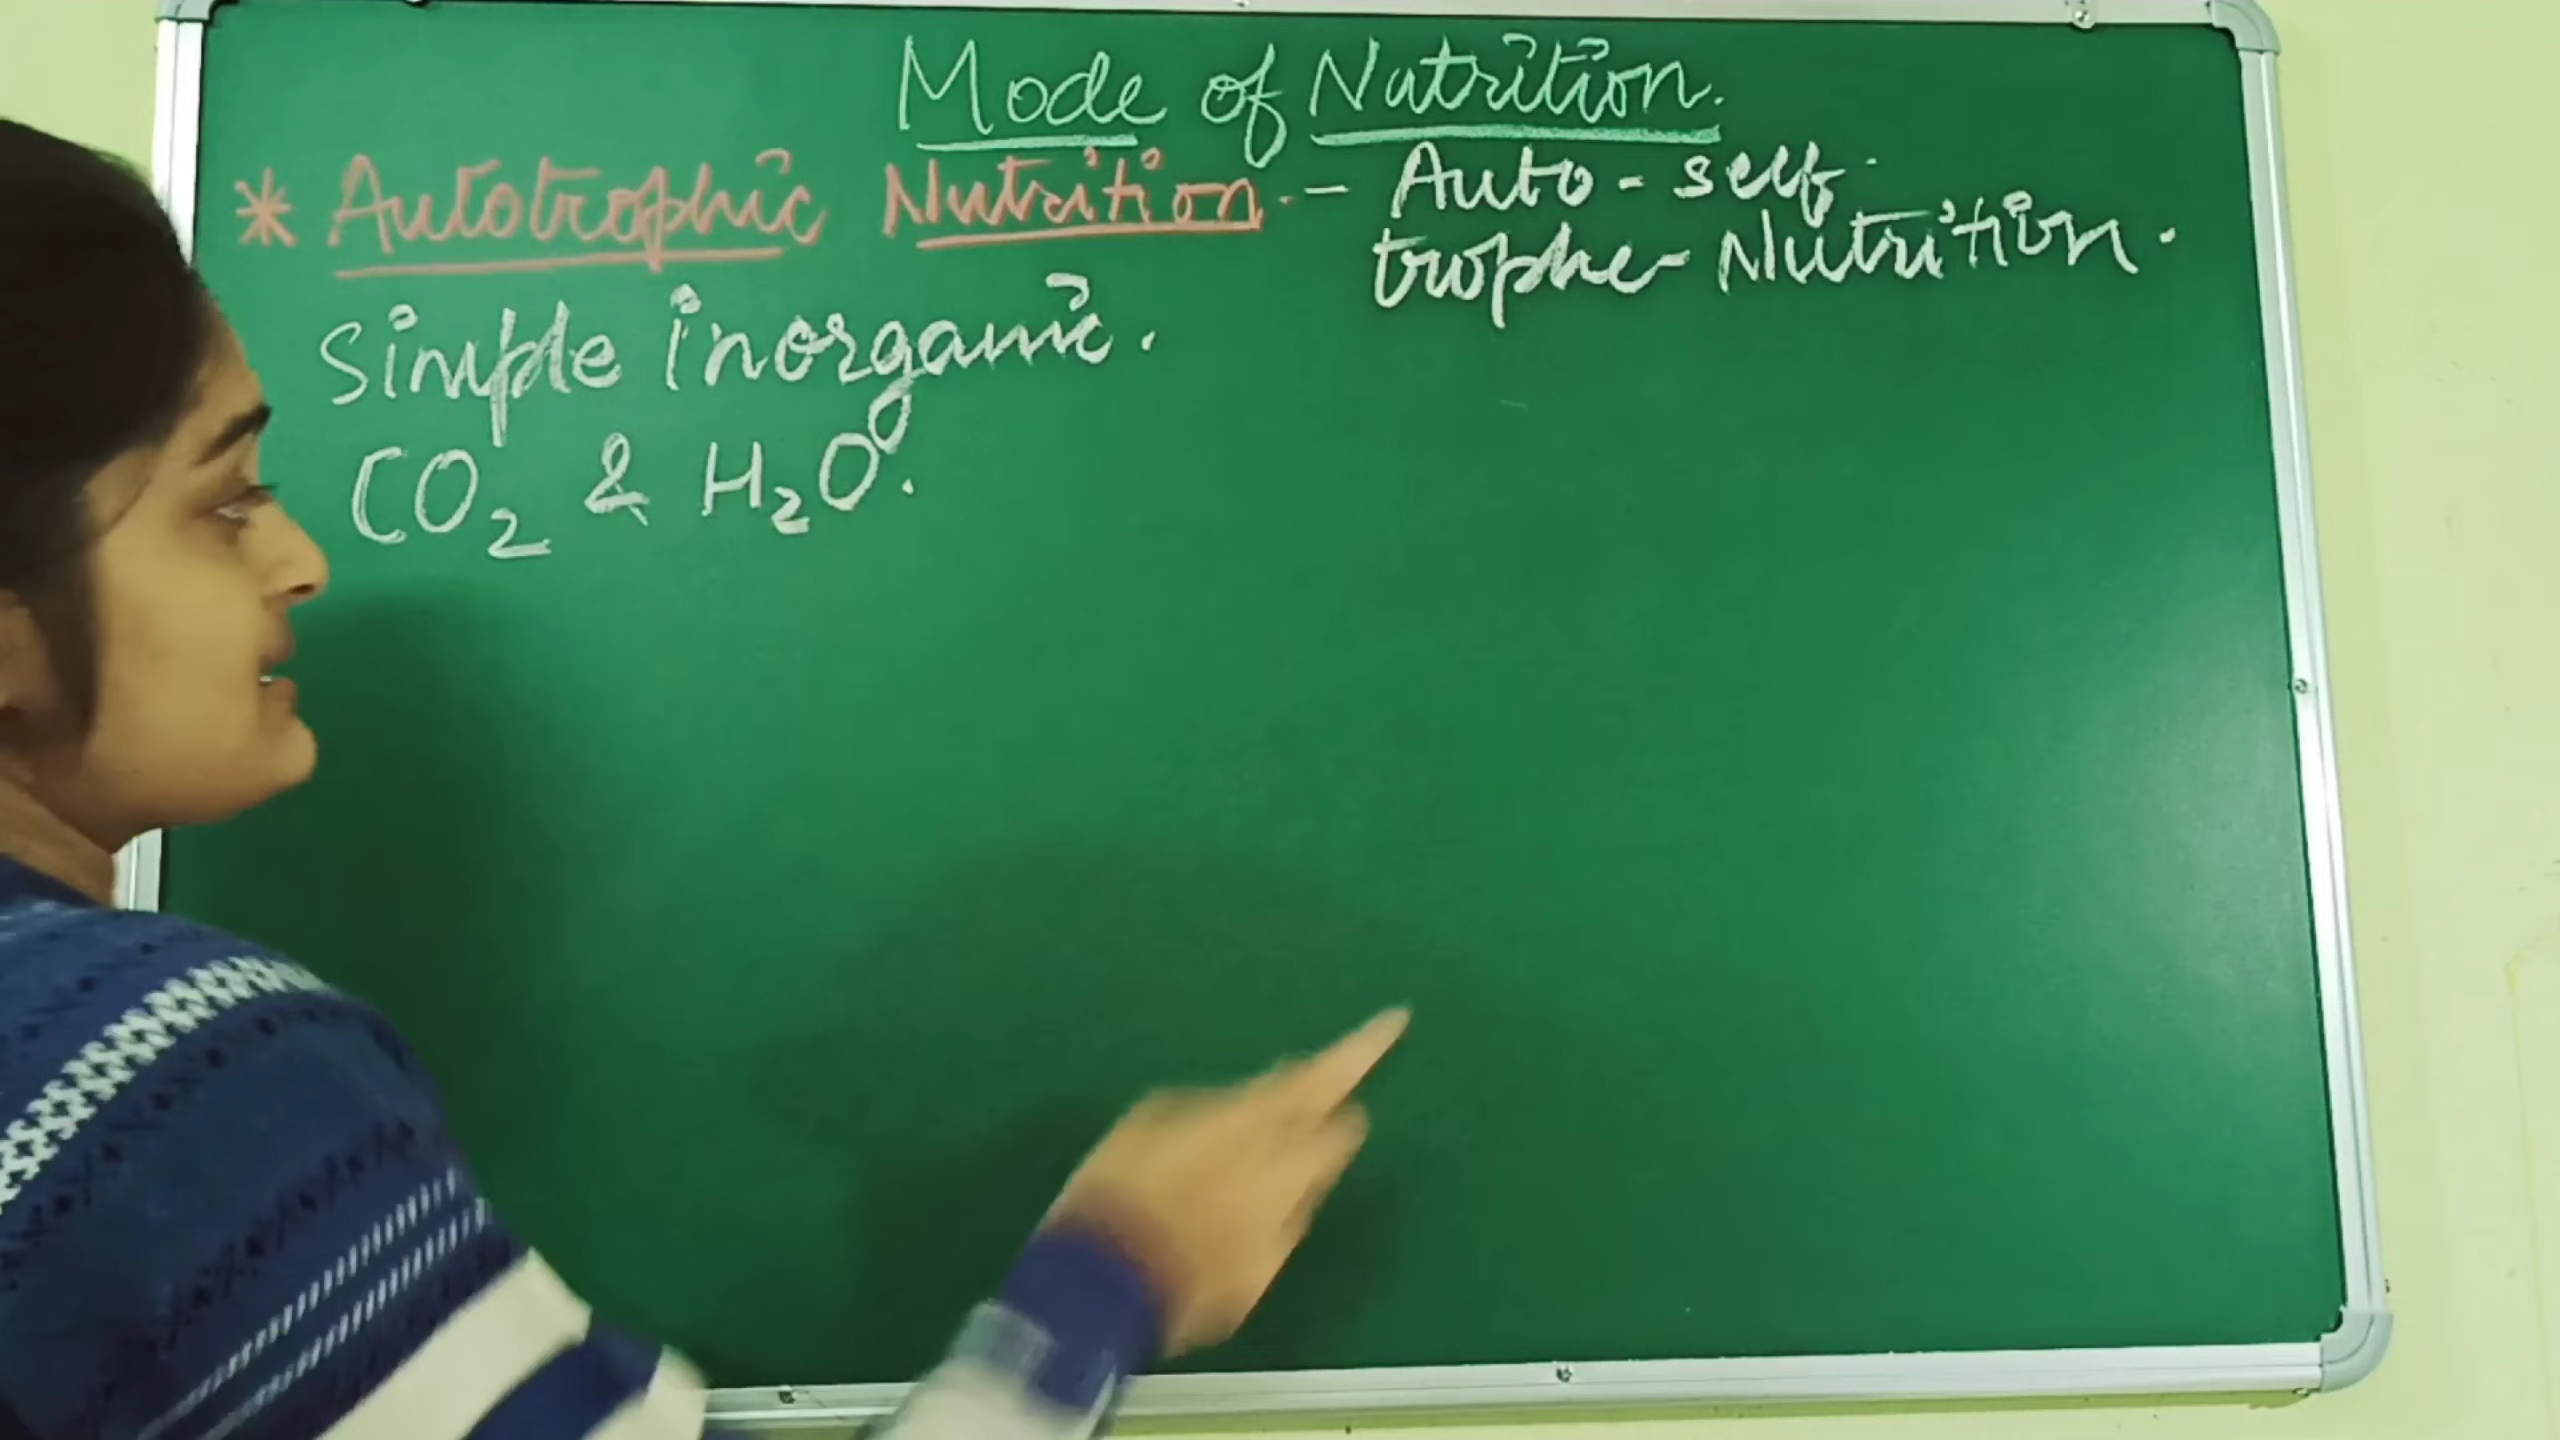 Mode of Nutrition.
* Autotrophic Nutrition - Auto - self.
trophe - Nutrition.
Simple inorganic.
CO₂ & H₂O.